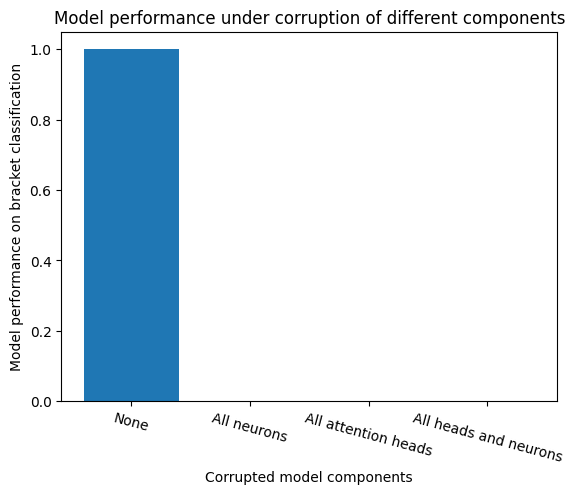 Model performance under corruption of different components
Model performance on bracket classification
1.0
0.8
0.6
0.4
0.2
0.0
None
All neurons
All attention heads
All heads and neurons
Corrupted model components